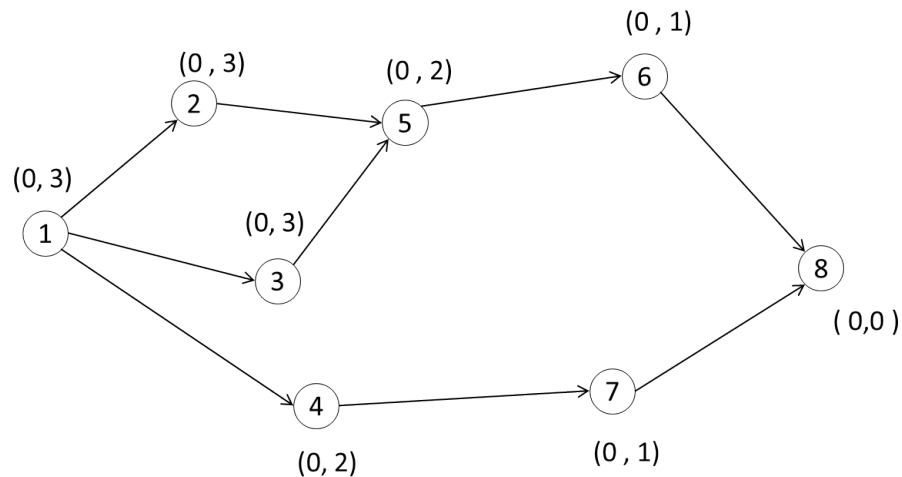 (0 , 1)
(0 , 3)
(0 , 2)
6
2
5
(0, 3)
(0, 3)
1
3
8
( 0,0 )
4
7
(0, 2)
(0 , 1)